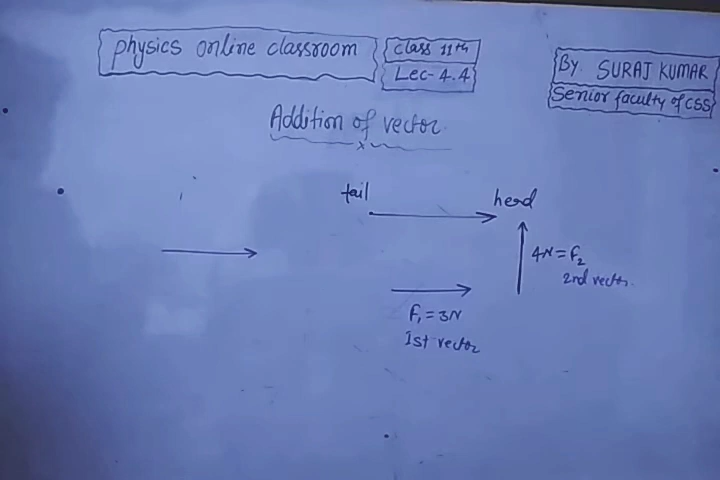 physics online classroom
Class 11th
Lec-4.4
By. SURAJ KUMAR
Senior faculty of CSS
Addition of vector
x
tail
head
4N = F2
2nd vector.
F1 = 3N
1st vector